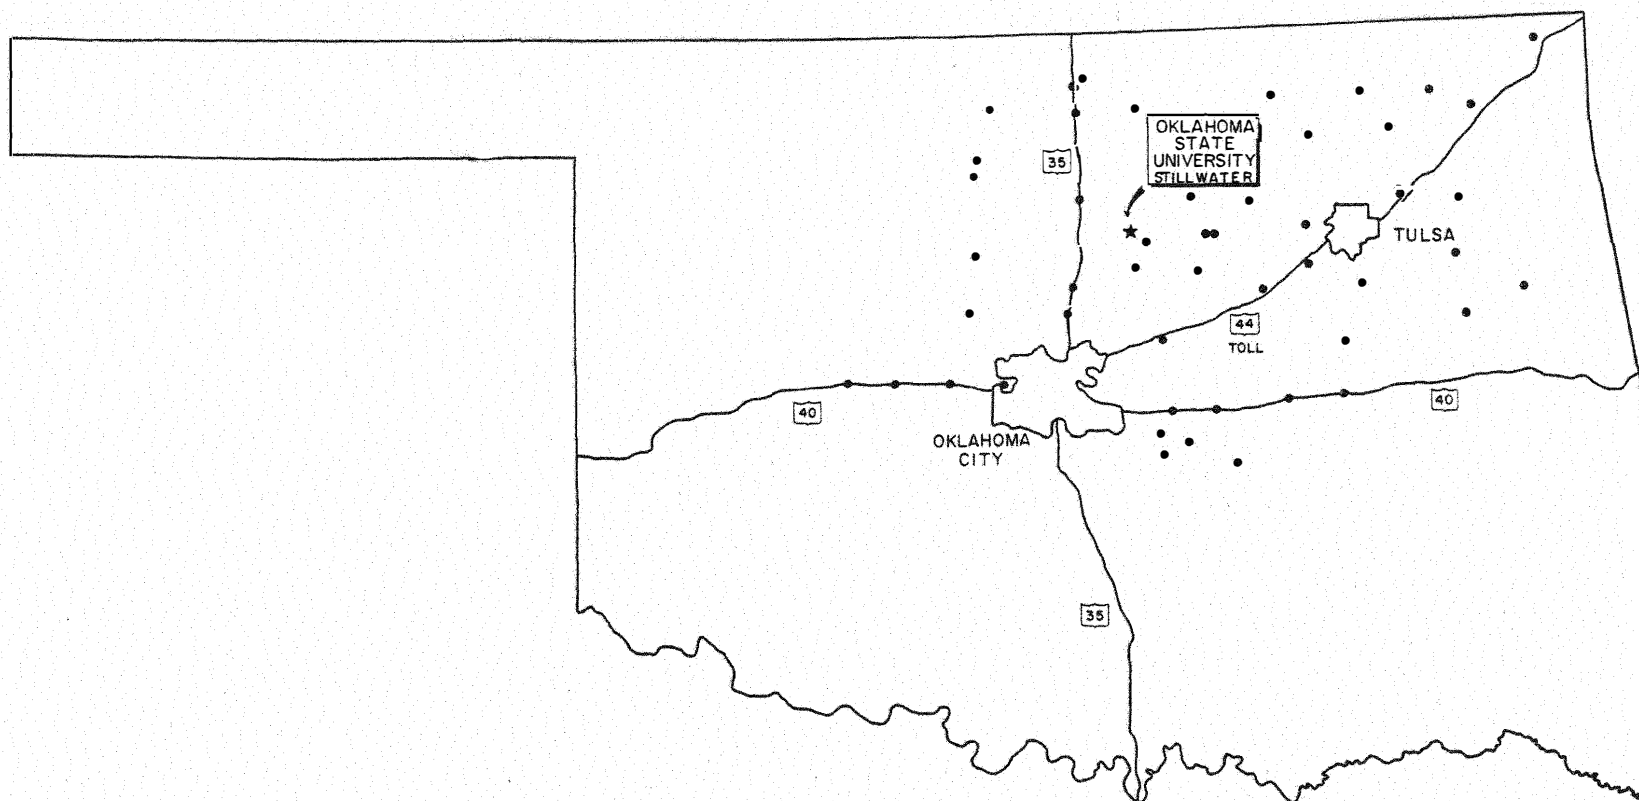 OKLAHOMA
STATE
UNIVERSITY
STILLWATER
35
TULSA
44
TOLL
40
40
OKLAHOMA
CITY
35